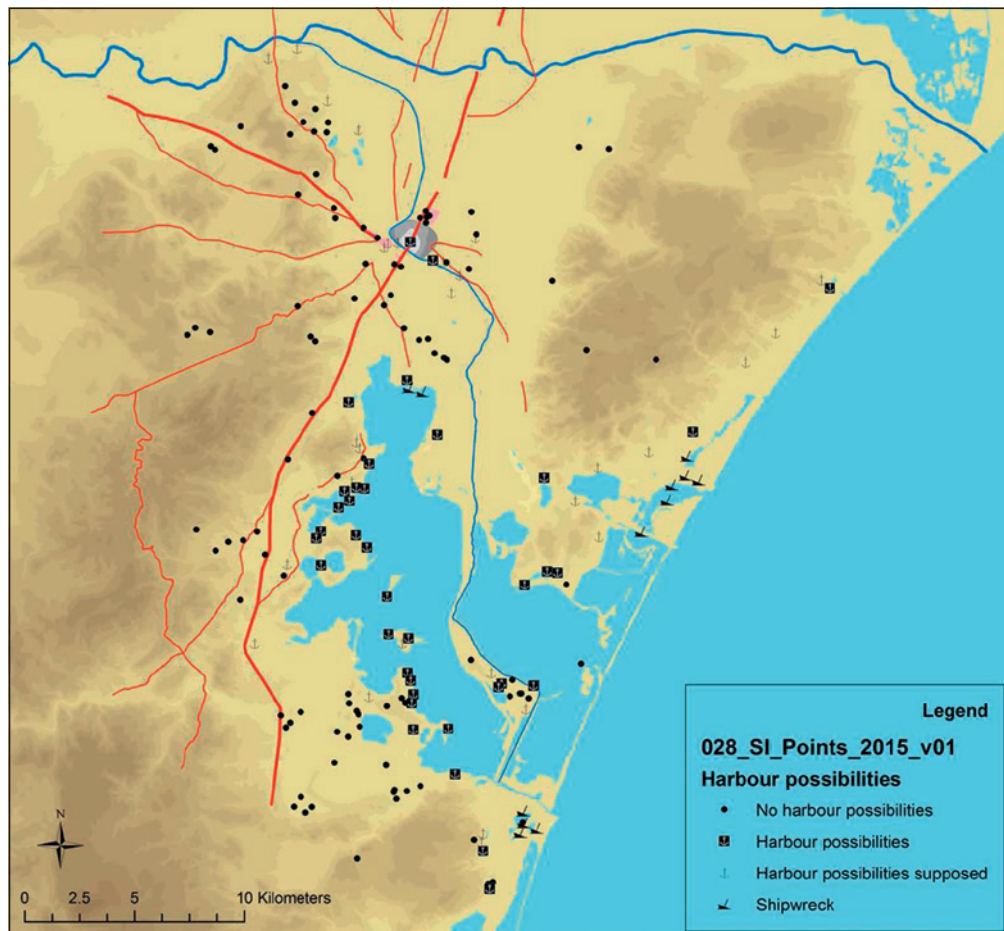 Legend
028_SI_Points_2015_v01
Harbour possibilities
No harbour possibilities
Harbour possibilities
Harbour possibilities supposed
Shipwreck
N
0 2.5 5 10 Kilometers